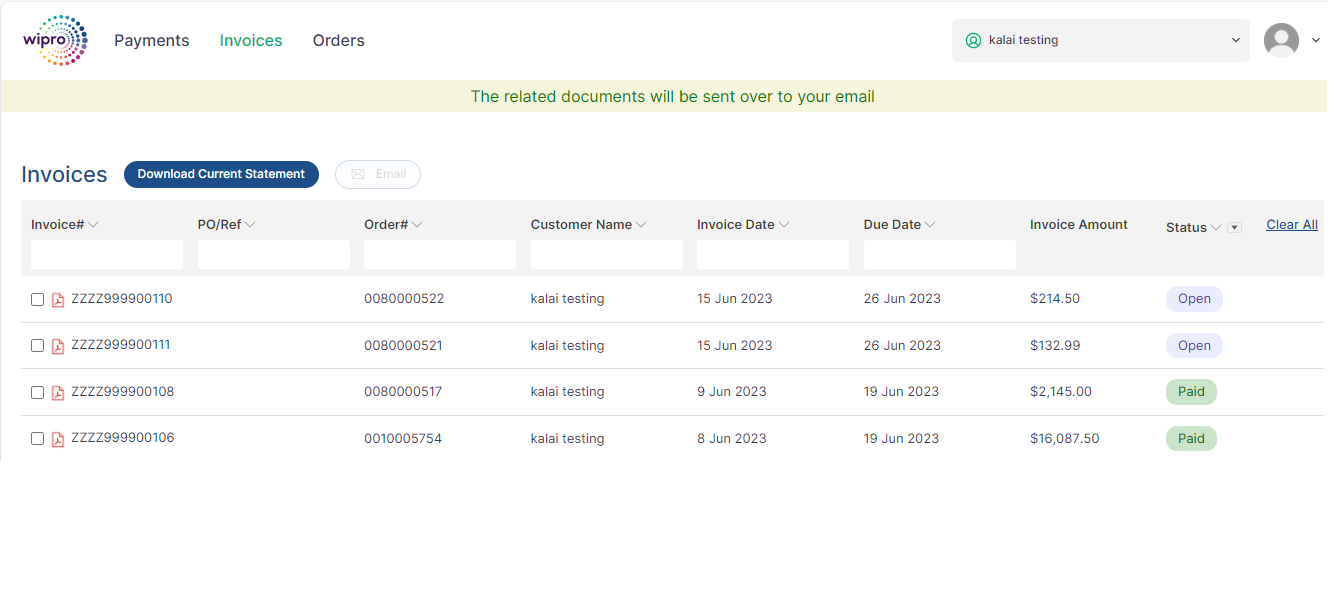 wipro Payments Invoices Orders kalai testing
The related documents will be sent over to your email
Invoices Download Current Statement Email
Invoice# PO/Ref Order# Customer Name Invoice Date Due Date Invoice Amount Status Clear All
ZZZZ999900110 0080000522 kalai testing 15 Jun 2023 26 Jun 2023 $214.50 Open
ZZZZ999900111 0080000521 kalai testing 15 Jun 2023 26 Jun 2023 $132.99 Open
ZZZZ999900108 0080000517 kalai testing 9 Jun 2023 19 Jun 2023 $2,145.00 Paid
ZZZZ999900106 0010005754 kalai testing 8 Jun 2023 19 Jun 2023 $16,087.50 Paid